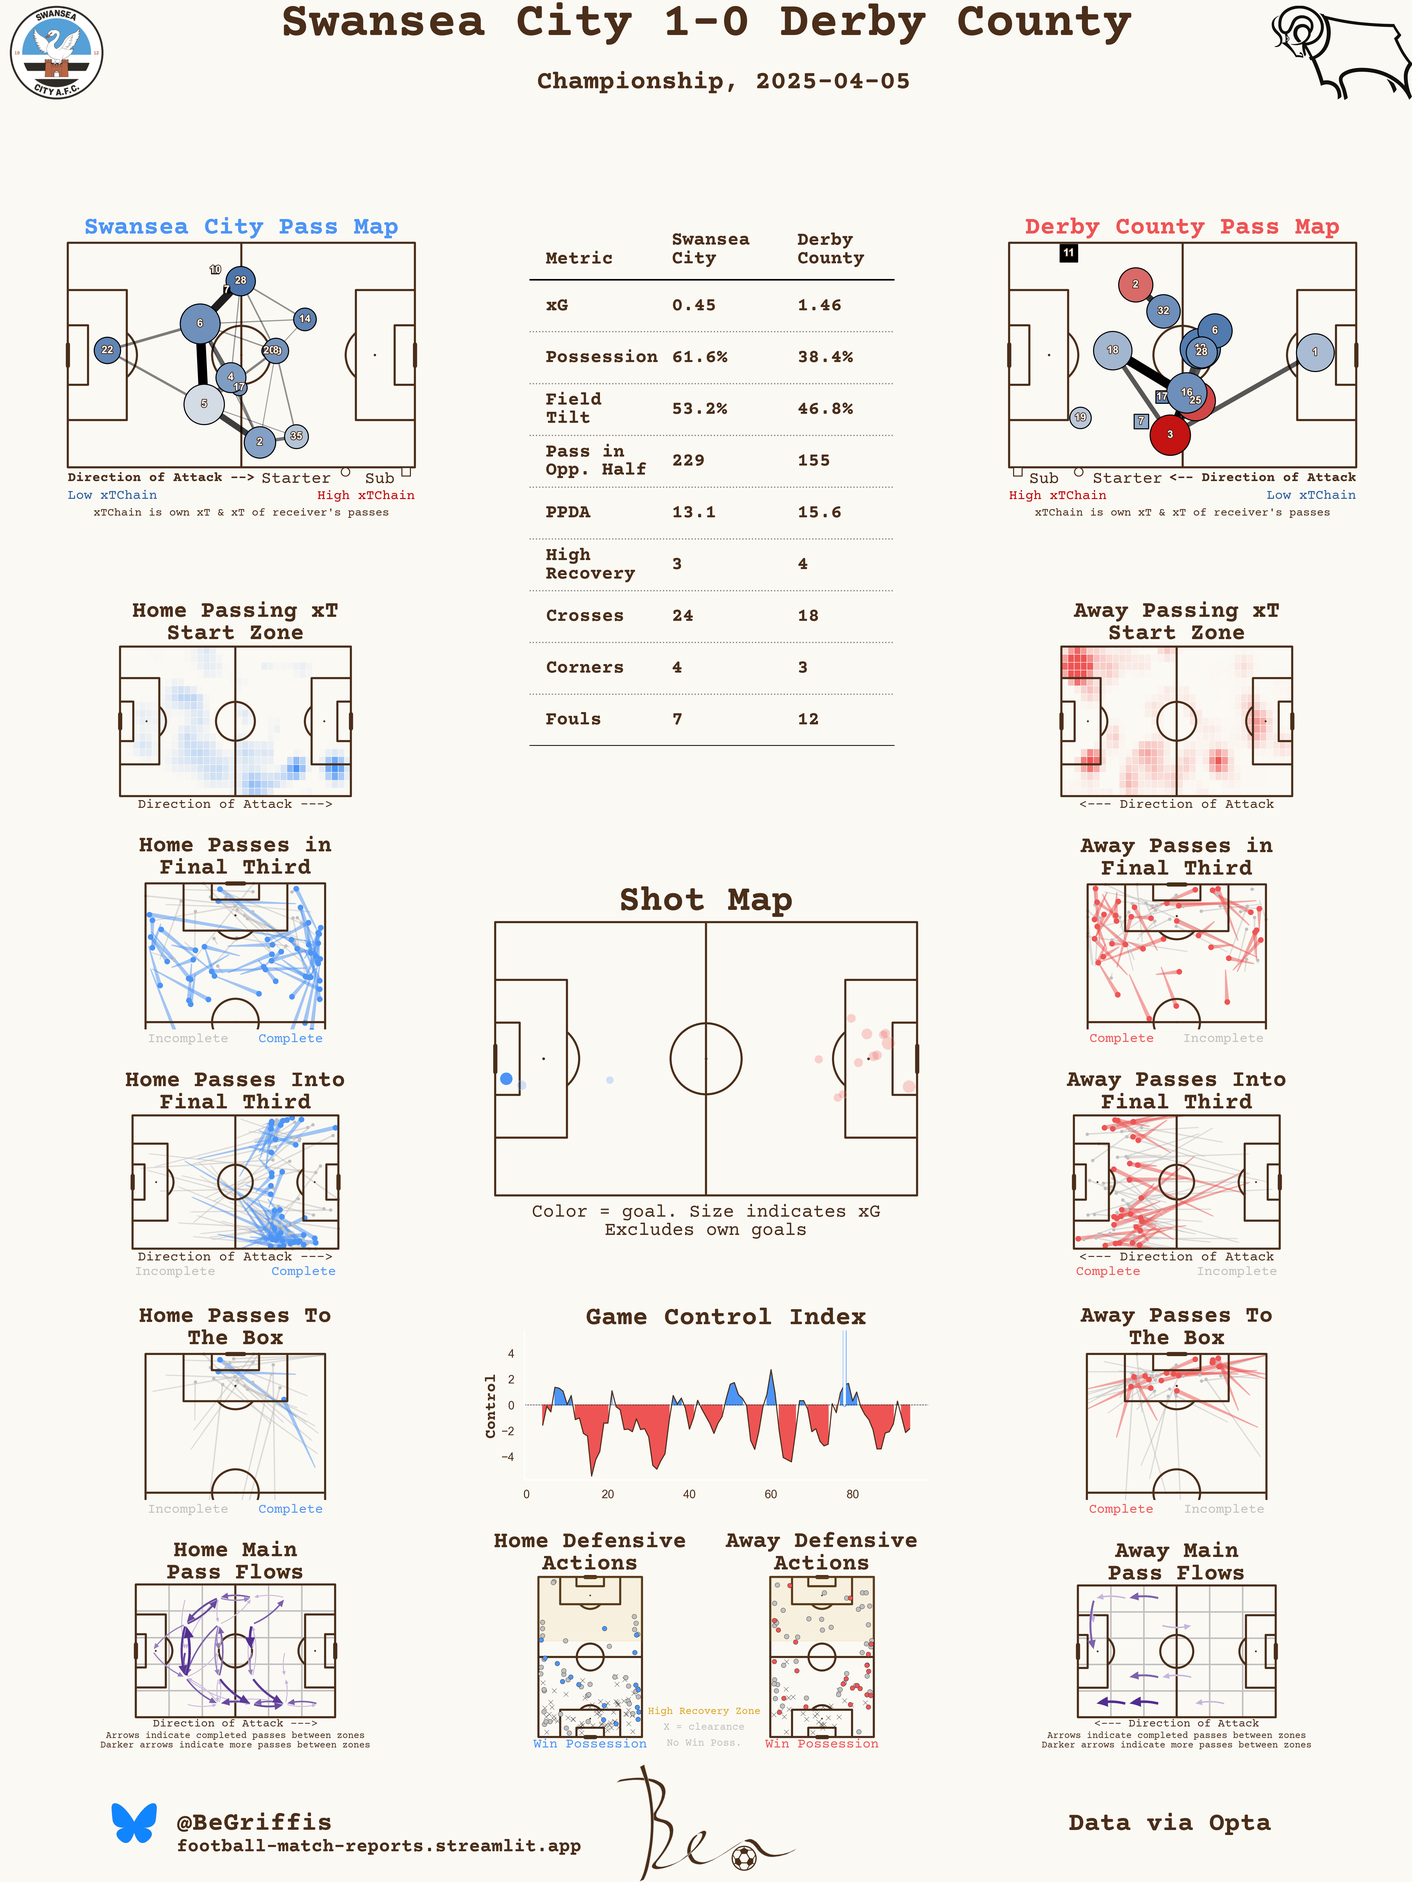 Swansea City 1-0 Derby County
Championship, 2025-04-05
SWANSEA
CITY A.F.C.
Swansea City Pass Map
10
28
7
6
14
22
2(8)
4
17
5
2
35
Direction of Attack --> Starter Sub
Low xTChain High xTChain
xTChain is own xT & xT of receiver's passes
Metric Swansea City Derby County
xG 0.45 1.46
Possession 61.6% 38.4%
Field Tilt 53.2% 46.8%
Pass in Opp. Half 229 155
PPDA 13.1 15.6
High Recovery 3 4
Crosses 24 18
Corners 4 3
Fouls 7 12
Derby County Pass Map
11
2
32
6
18
28
1
16
17
25
19
7
3
Sub Starter <-- Direction of Attack
High xTChain Low xTChain
xTChain is own xT & xT of receiver's passes
Home Passing xT
Start Zone
Direction of Attack --->
Away Passing xT
Start Zone
<--- Direction of Attack
Home Passes in
Final Third
Incomplete Complete
Away Passes in
Final Third
Complete Incomplete
Shot Map
Color = goal. Size indicates xG
Excludes own goals
Home Passes Into
Final Third
Direction of Attack --->
Incomplete Complete
Away Passes Into
Final Third
<--- Direction of Attack
Complete Incomplete
Home Passes To
The Box
Incomplete Complete
Game Control Index
Control
4
2
0
−2
−4
0 20 40 60 80
Away Passes To
The Box
Complete Incomplete
Home Main
Pass Flows
Direction of Attack --->
Arrows indicate completed passes between zones
Darker arrows indicate more passes between zones
Home Defensive
Actions
Win Possession
High Recovery Zone
X = clearance
No Win Poss.
Away Defensive
Actions
Win Possession
Away Main
Pass Flows
<--- Direction of Attack
Arrows indicate completed passes between zones
Darker arrows indicate more passes between zones
@BeGriffis
football-match-reports.streamlit.app
Ben
Data via Opta